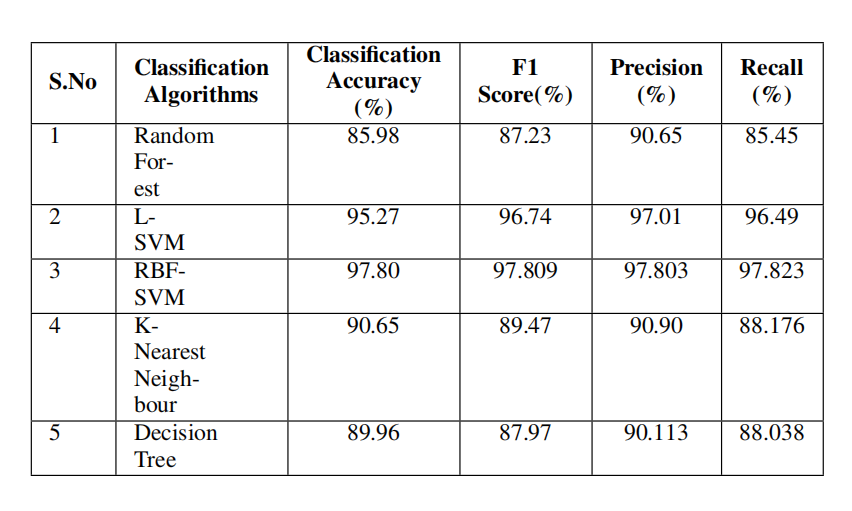 S.No Classification Algorithms Classification Accuracy (%) F1 Score(%) Precision (%) Recall (%)
1 Random For-est 85.98 87.23 90.65 85.45
2 L-SVM 95.27 96.74 97.01 96.49
3 RBF-SVM 97.80 97.809 97.803 97.823
4 K-Nearest Neigh-bour 90.65 89.47 90.90 88.176
5 Decision Tree 89.96 87.97 90.113 88.038